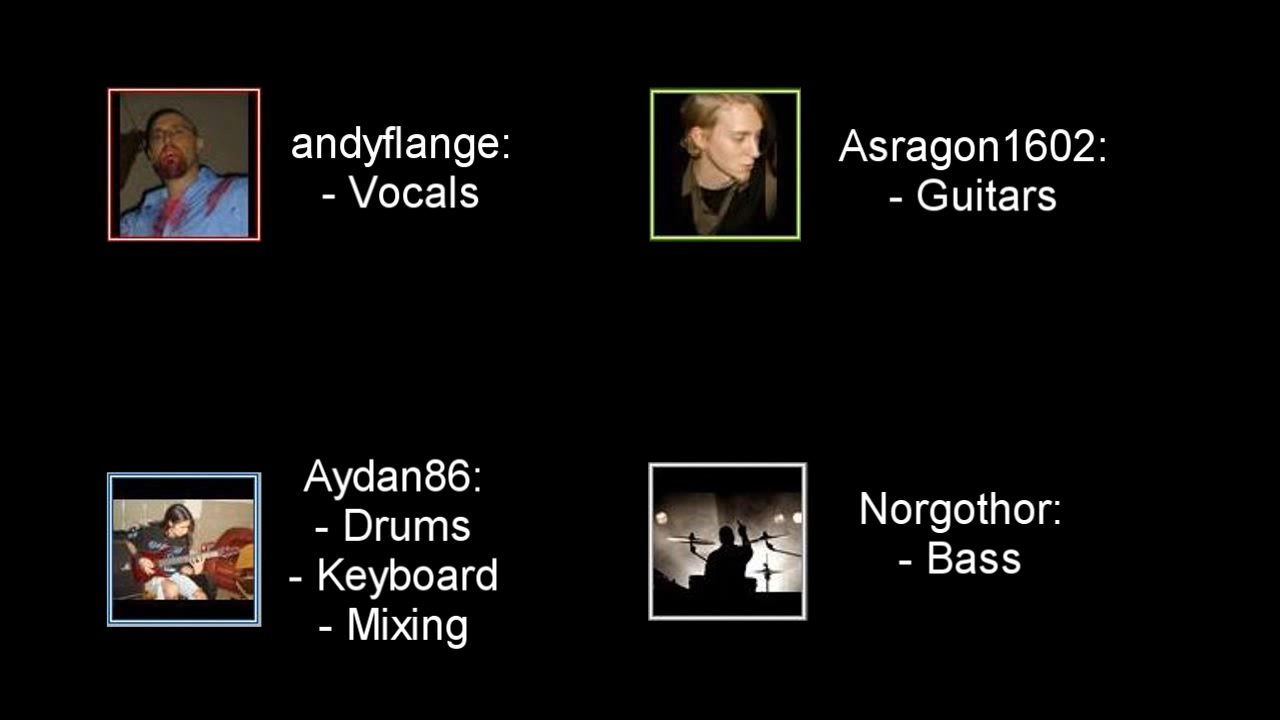 andyflange:
- Vocals
Asragon1602:
- Guitars
Aydan86:
- Drums
- Keyboard
- Mixing
Norgothor:
- Bass